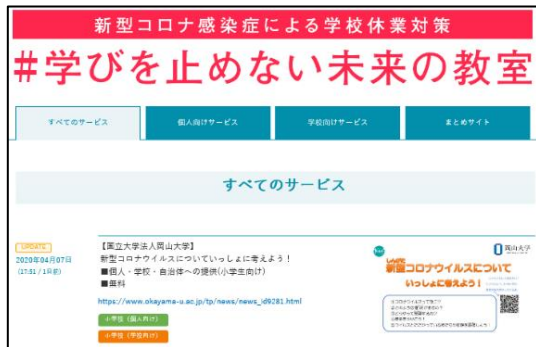 新型コロナ感染症による学校休業対策
#学びを止めない未来の教室
すべてのサービス
個人向けサービス
学校向けサービス
まとめサイト
すべてのサービス
UPDATE
2020年04月07日
(17:51 / 1日前)
【国立大学法人岡山大学】
新型コロナウイルスについていっしょに考えよう!
■個人・学校・自治体への提供(小学生向け)
■無料
https://www.okayama-u.ac.jp/tp/news/news_id9281.html
小学校(個人向け)
小学校(学校向け)
岡山大学
新型コロナウイルスについて
いっしょに考えよう!